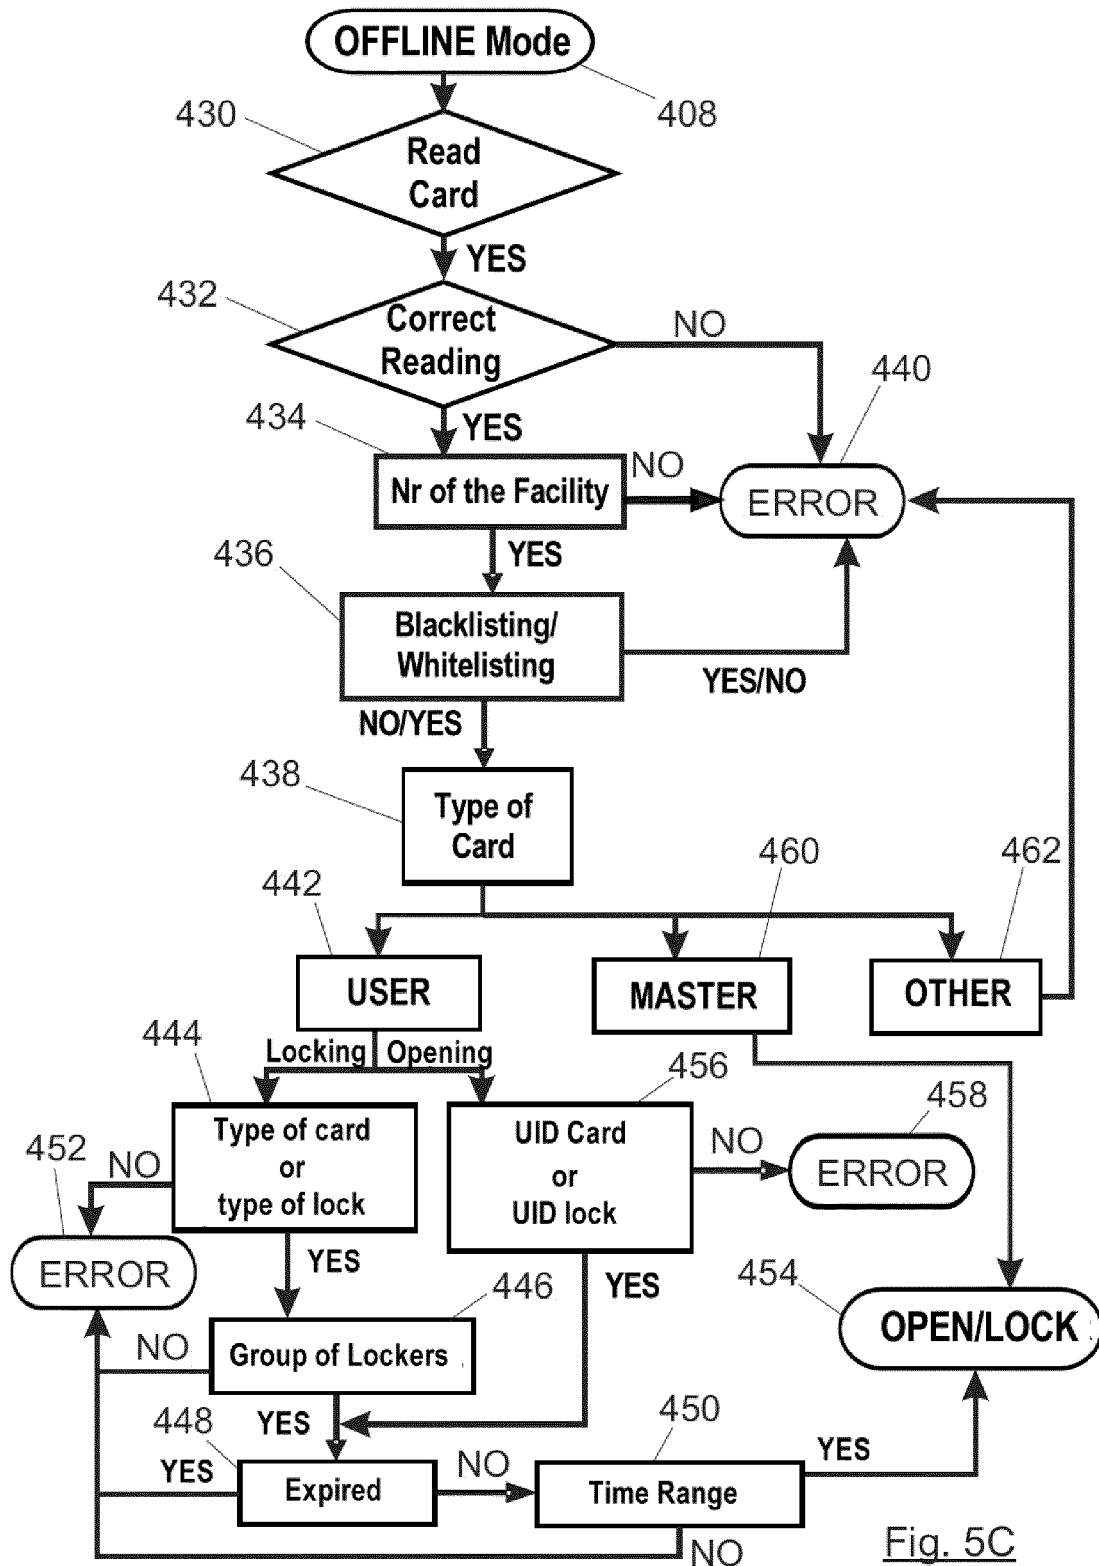 OFFLINE Mode
408
430
Read
Card
YES
432
Correct
Reading
NO
440
434
YES
Nr of the Facility
NO
ERROR
436
YES
Blacklisting/
Whitelisting
YES/NO
NO/YES
438
Type of
Card
442
460
462
USER
MASTER
OTHER
444
Locking
Opening
456
458
452
NO
Type of card
or
type of lock
UID Card
or
UID lock
NO
ERROR
ERROR
YES
YES
446
454
OPEN/LOCK
NO
Group of Lockers
YES
448
450
YES
Expired
NO
Time Range
YES
NO
Fig. 5C